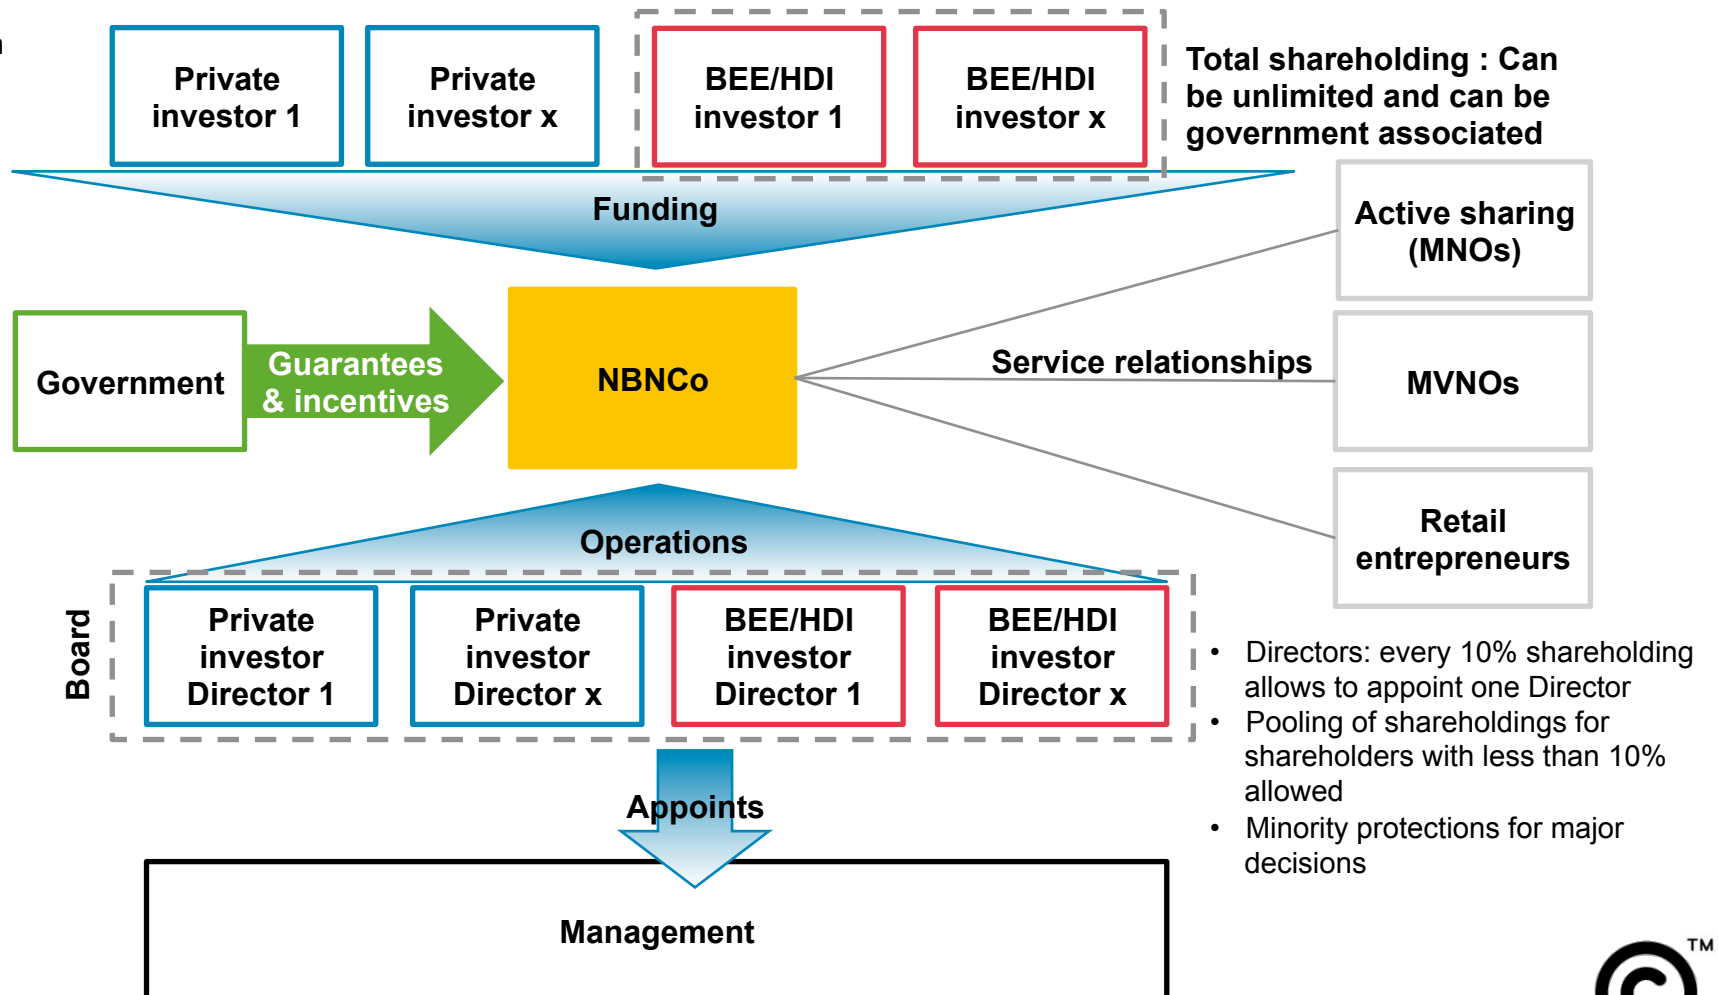 Private
investor 1
Private
investor x
BEE/HDI
investor 1
BEE/HDI
investor x
Total shareholding : Can
be unlimited and can be
government associated
Funding
Active sharing
(MNOs)
Government
Guarantees
& incentives
NBNCo
Service relationships
MVNOs
Retail
entrepreneurs
Operations
Board
Private
investor
Director 1
Private
investor
Director x
BEE/HDI
investor
Director 1
BEE/HDI
investor
Director x
• Directors: every 10% shareholding
allows to appoint one Director
• Pooling of shareholdings for
shareholders with less than 10%
allowed
• Minority protections for major
decisions
Appoints
Management
©
TM